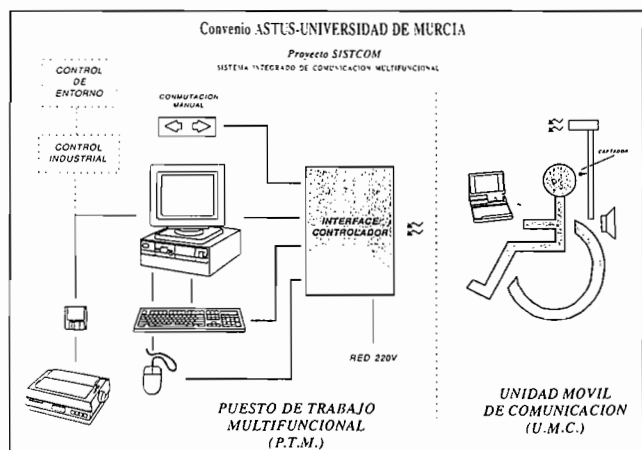 Convenio ASTUS-UNIVERSIDAD DE MURCIA
Proyecto SISTCOM
SISTEMA INTEGRADO DE COMUNICACION MULTIFUNCIONAL
CONTROL
DE
ENTORNO
CONMUTACION
MANUAL
CONTROL
INDUSTRIAL
INTERFACE
CONTROLADOR
CAPTADOR
RED 220V
PUESTO DE TRABAJO
MULTIFUNCIONAL
(P.T.M.)
UNIDAD MOVIL
DE COMUNICACION
(U.M.C.)